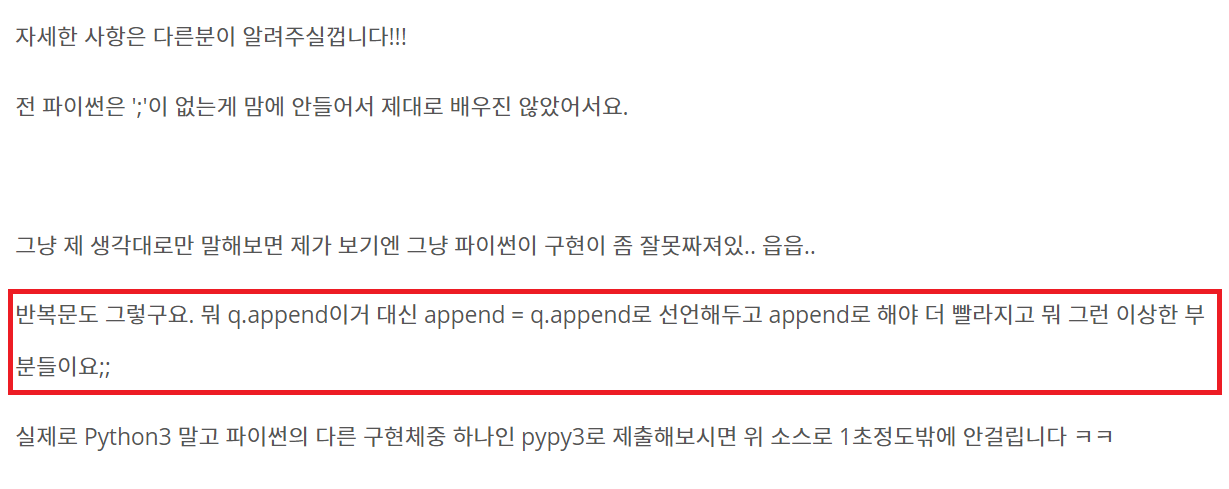 자세한 사항은 다른분이 알려주실껍니다!!!
전 파이썬은 ';'이 없는게 맘에 안들어서 제대로 배우진 않았어서요.
그냥 제 생각대로만 말해보면 제가 보기엔 그냥 파이썬이 구현이 좀 잘못짜져있.. 읍읍..
반복문도 그렇구요. 뭐 q.append이거 대신 append = q.append로 선언해두고 append로 해야 더 빨라지고 뭐 그런 이상한 부
분들이요;;
실제로 Python3 말고 파이썬의 다른 구현체중 하나인 pypy3로 제출해보시면 위 소스로 1초정도밖에 안걸립니다 ㅋㅋ